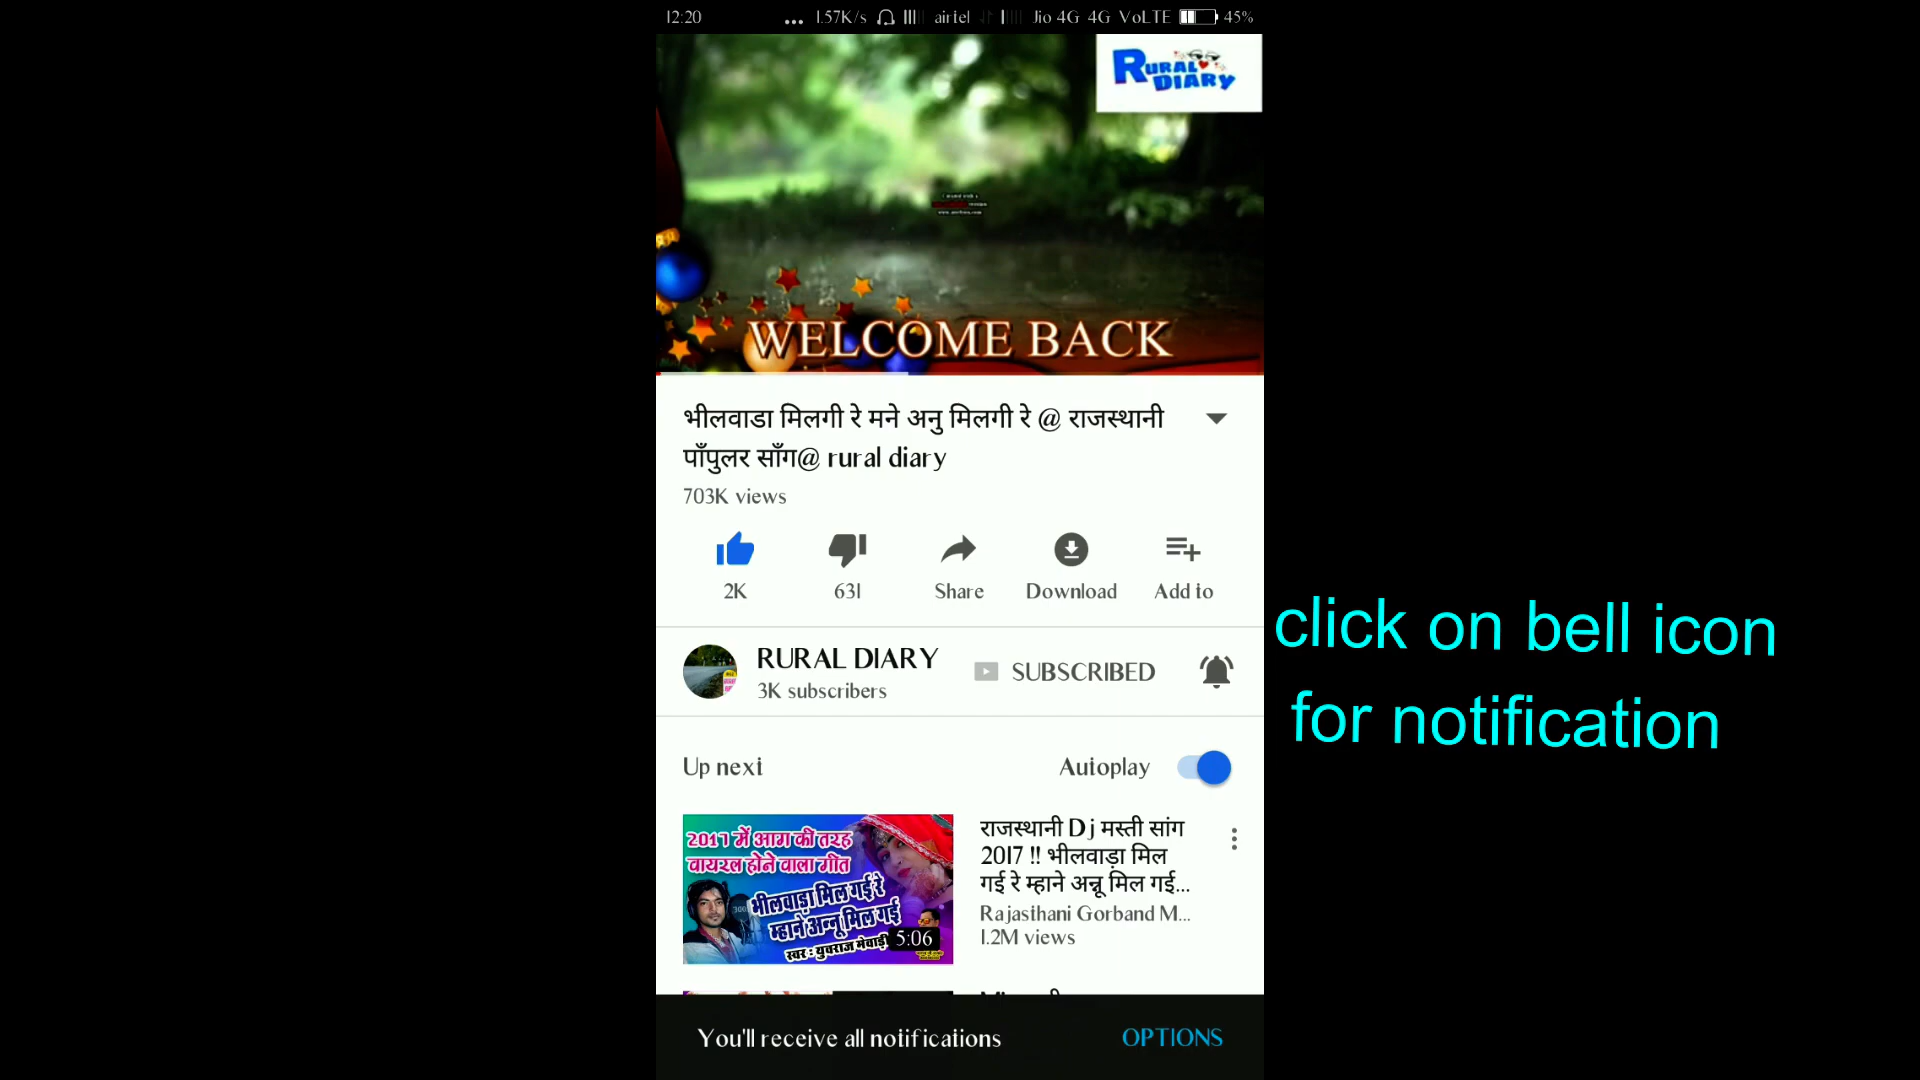 12:20 ... 1.57K/s airtel Jio 4G 4G VoLTE 45%
RURAL
DIARY
WELCOME BACK
भीलवाडा मिलगी रे मने अनु मिलगी रे @ राजस्थानी
पॉंपुलर सॉंग@ rural diary
703K views
2K 631 Share Download Add to
RURAL DIARY SUBSCRIBED
3K subscribers
click on bell icon
for notification
Up next Autoplay
2017 में आग की तरह
वायरल होने वाला गीत
भीलवाड़ा मिल गई रे
म्हाने अन्नू मिल गई
स्वर : युवराज मेवाड़ी
5:06
राजस्थानी Dj मस्ती सांग
2017 !! भीलवाड़ा मिल
गई रे म्हाने अन्नू मिल गई...
Rajasthani Gorband M...
1.2M views
You'll receive all notifications OPTIONS